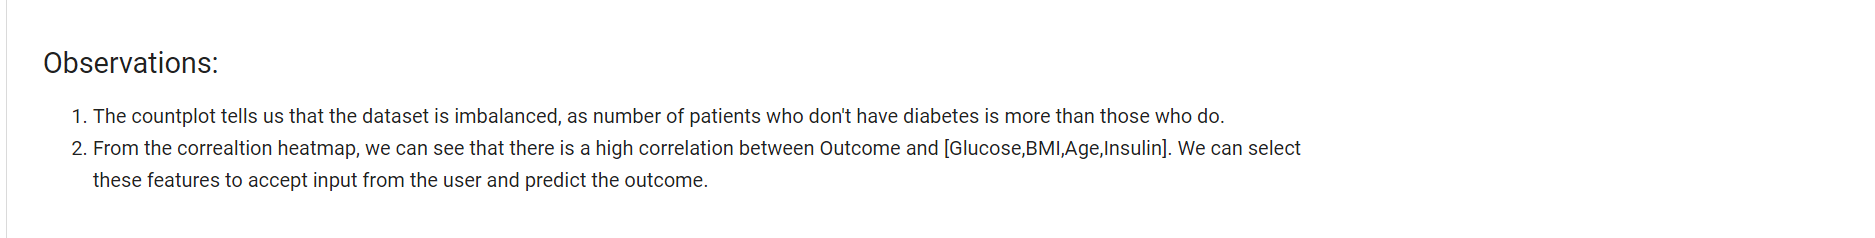 Observations:
1. The countplot tells us that the dataset is imbalanced, as number of patients who don't have diabetes is more than those who do.
2. From the correaltion heatmap, we can see that there is a high correlation between Outcome and [Glucose,BMI,Age,Insulin]. We can select
these features to accept input from the user and predict the outcome.